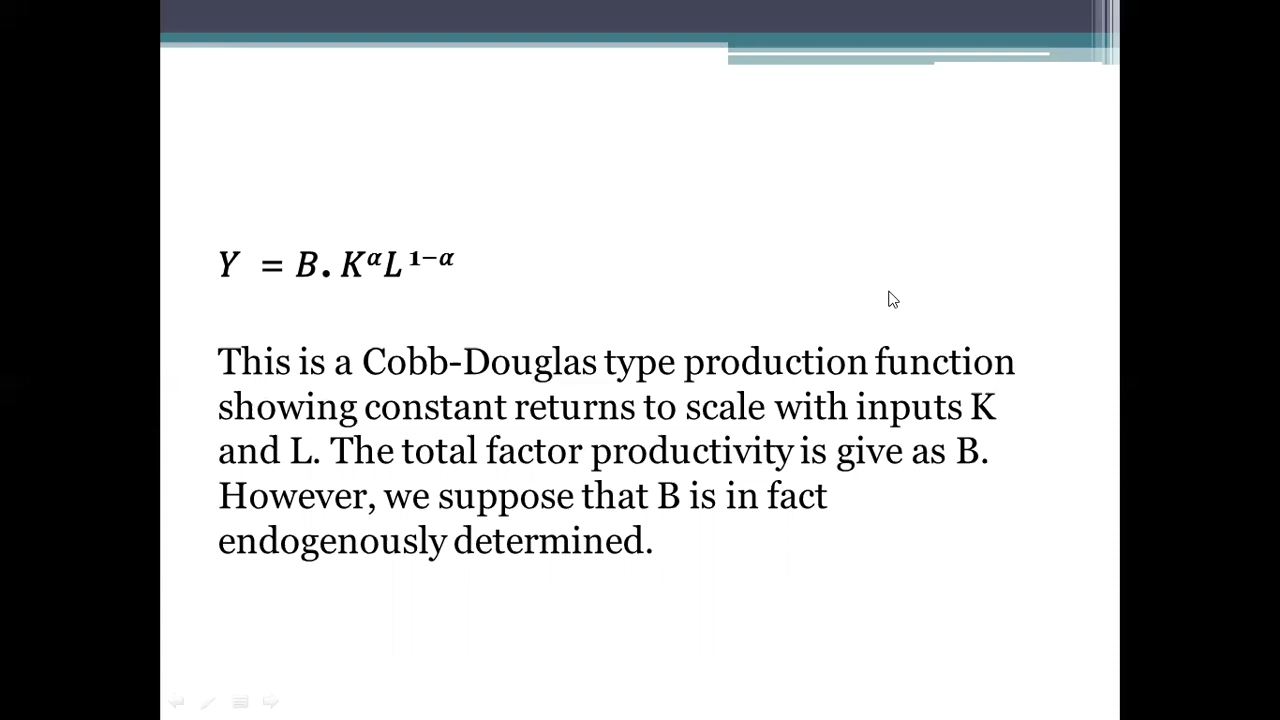 Y = B. K^α L^{1−α}
This is a Cobb-Douglas type production function
showing constant returns to scale with inputs K
and L. The total factor productivity is give as B.
However, we suppose that B is in fact
endogenously determined.